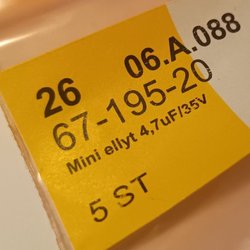 26 06.A.088
67-195-20
Mini ellyt 4,7uF/35V
5 ST